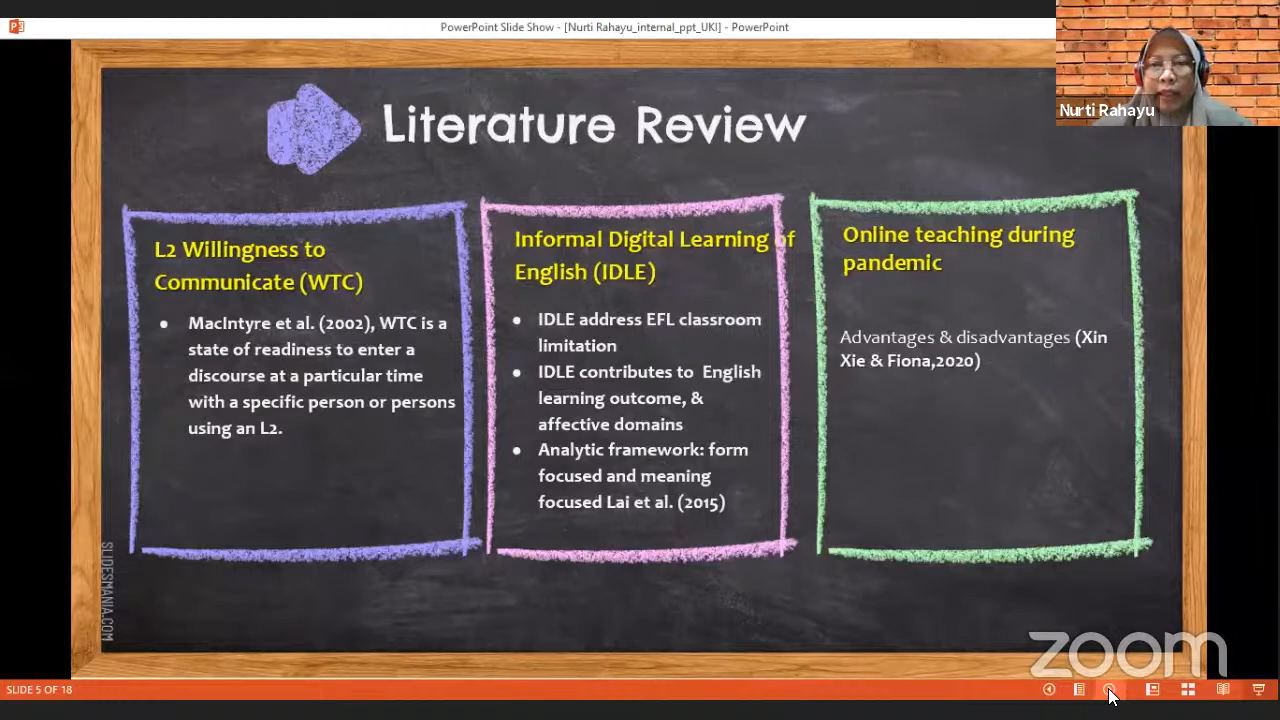 PowerPoint Slide Show - [Nurti Rahayu_internal_ppt_UKI] - PowerPoint
Nurti Rahayu
Literature Review
L2 Willingness to
Communicate (WTC)
● MacIntyre et al. (2002), WTC is a
state of readiness to enter a
discourse at a particular time
with a specific person or persons
using an L2.
Informal Digital Learning of
English (IDLE)
● IDLE address EFL classroom
limitation
● IDLE contributes to English
learning outcome, &
affective domains
● Analytic framework: form
focused and meaning
focused Lai et al. (2015)
Online teaching during
pandemic
Advantages & disadvantages (Xin
Xie & Fiona,2020)
SLIDESMANIA.COM
zoom
SLIDE 5 OF 18